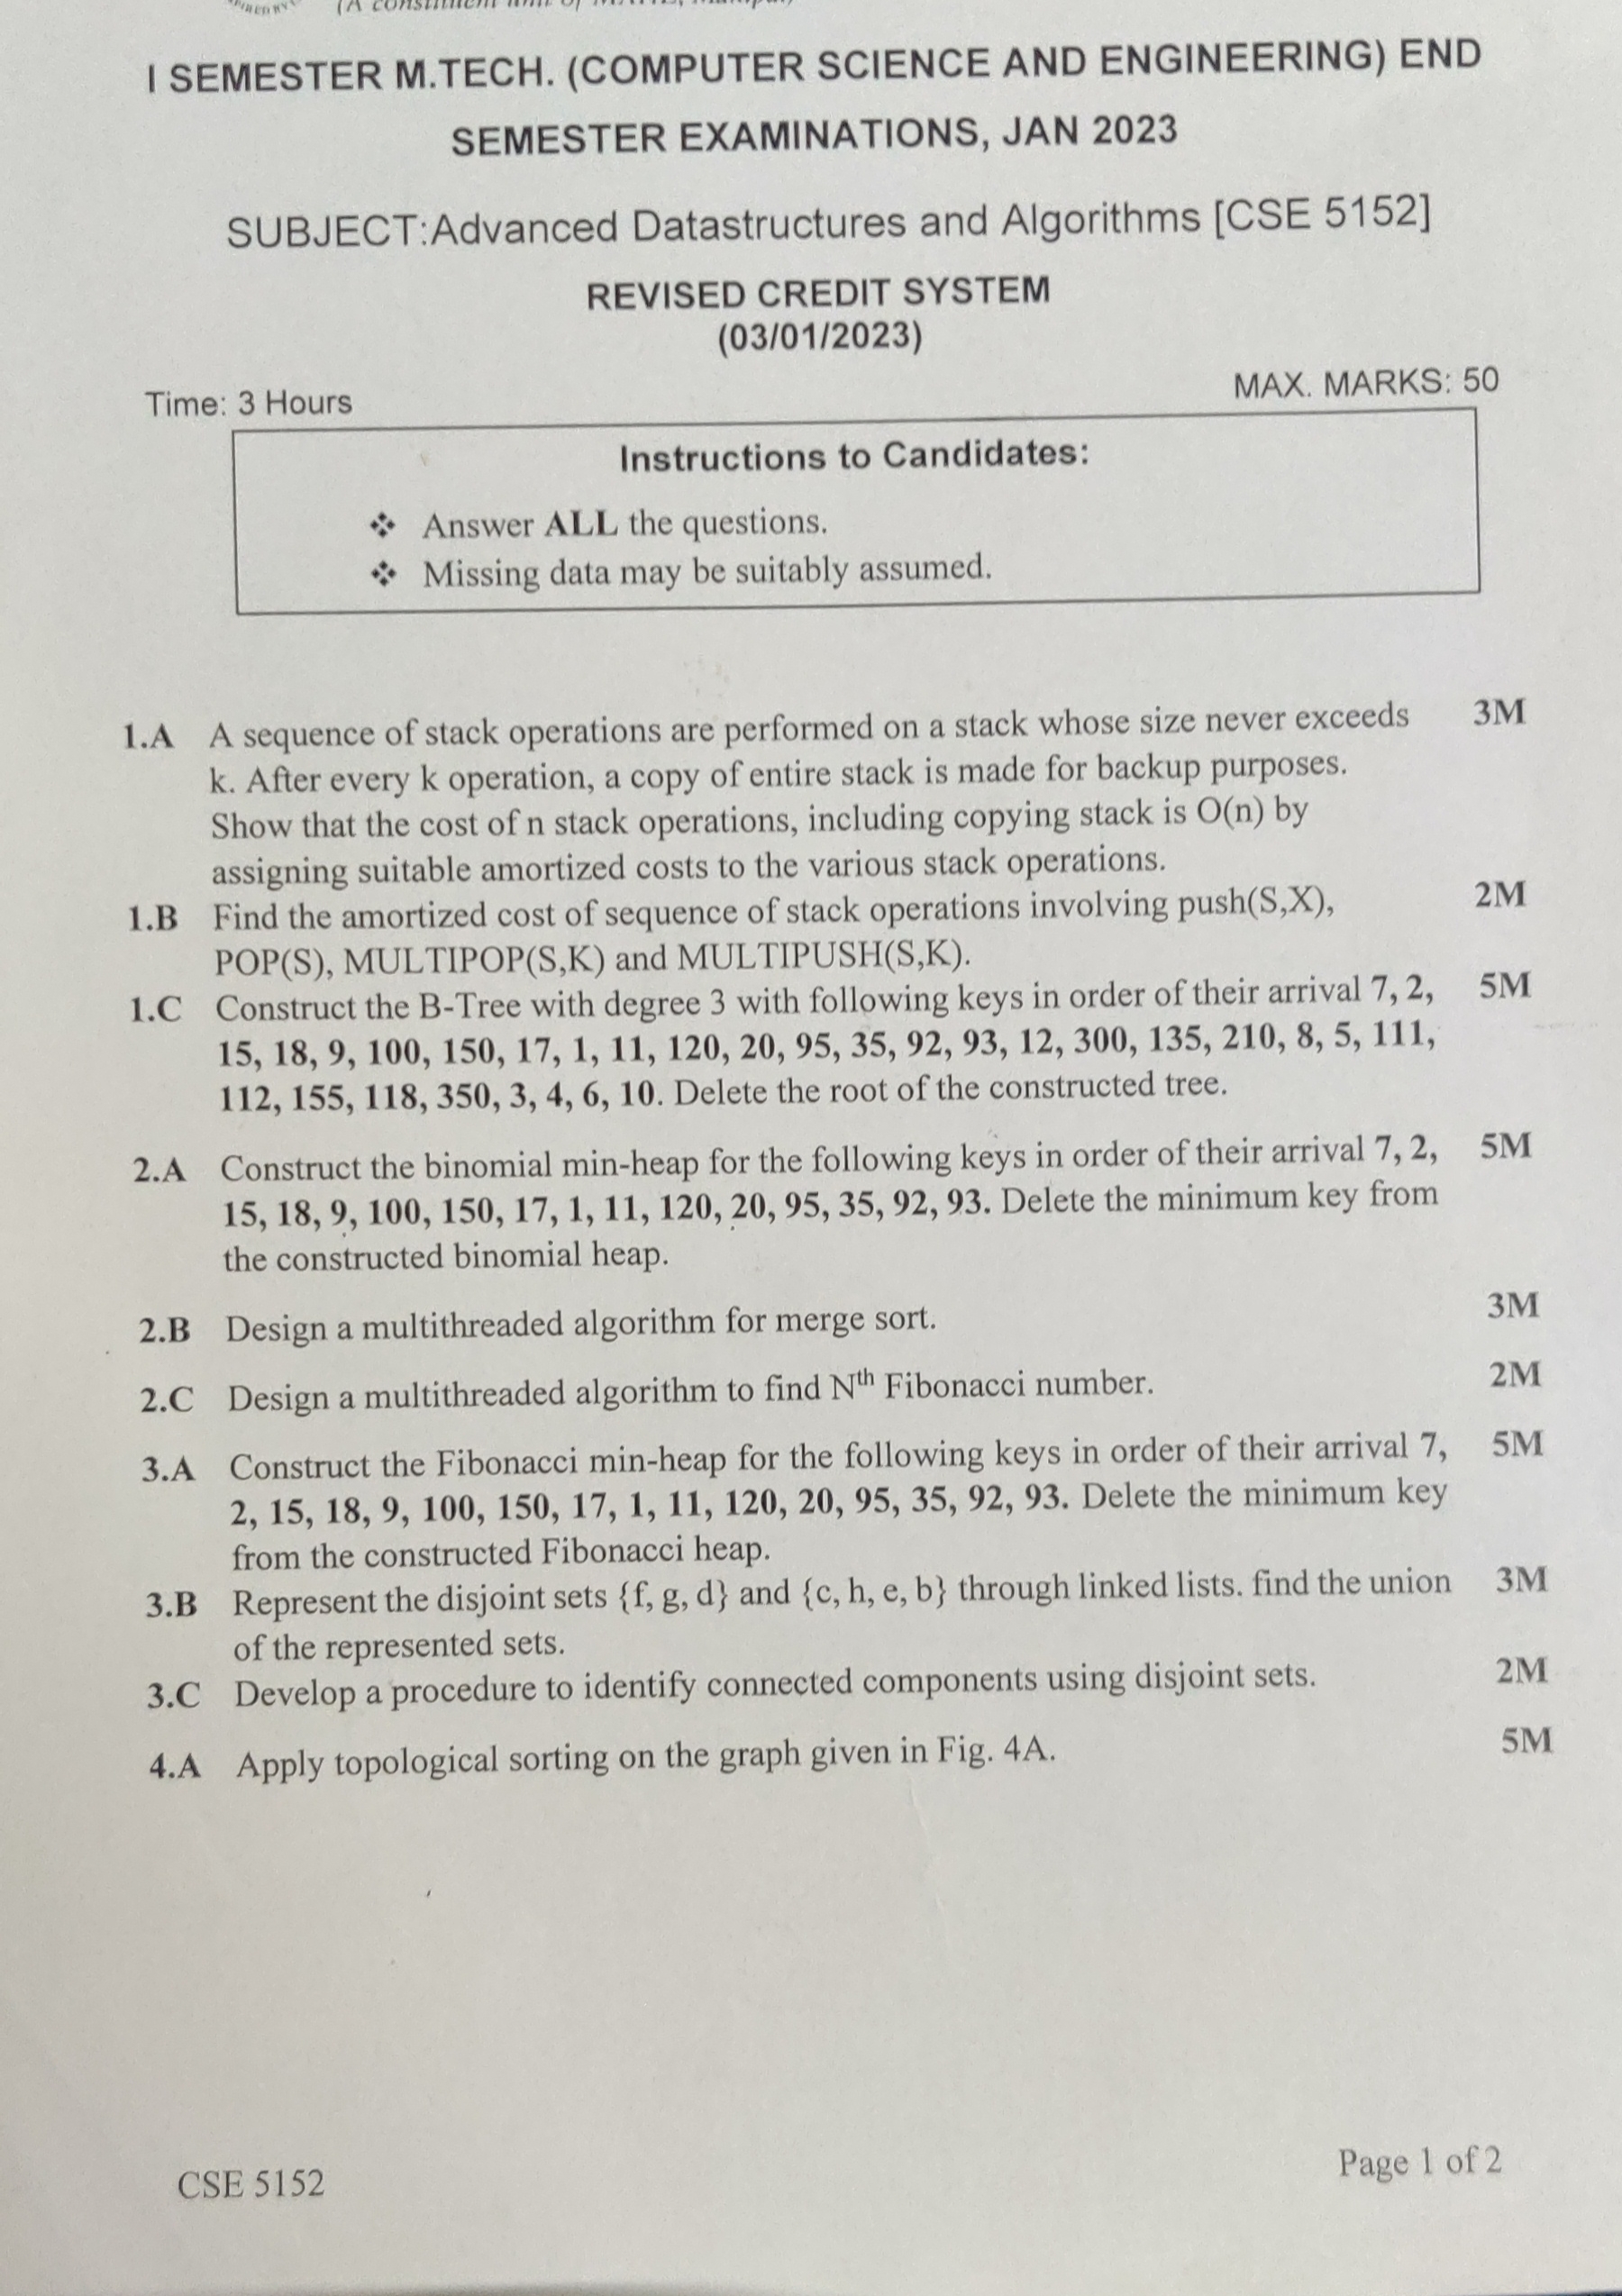 (A constituent unit of MAHE, Manipal)
I SEMESTER M.TECH. (COMPUTER SCIENCE AND ENGINEERING) END
SEMESTER EXAMINATIONS, JAN 2023
SUBJECT:Advanced Datastructures and Algorithms [CSE 5152]
REVISED CREDIT SYSTEM
(03/01/2023)
Time: 3 Hours MAX. MARKS: 50
Instructions to Candidates:
❖ Answer ALL the questions.
❖ Missing data may be suitably assumed.
1.A A sequence of stack operations are performed on a stack whose size never exceeds 3M
k. After every k operation, a copy of entire stack is made for backup purposes.
Show that the cost of n stack operations, including copying stack is O(n) by
assigning suitable amortized costs to the various stack operations.
1.B Find the amortized cost of sequence of stack operations involving push(S,X), 2M
POP(S), MULTIPOP(S,K) and MULTIPUSH(S,K).
1.C Construct the B-Tree with degree 3 with following keys in order of their arrival 7, 2, 5M
15, 18, 9, 100, 150, 17, 1, 11, 120, 20, 95, 35, 92, 93, 12, 300, 135, 210, 8, 5, 111,
112, 155, 118, 350, 3, 4, 6, 10. Delete the root of the constructed tree.
2.A Construct the binomial min-heap for the following keys in order of their arrival 7, 2, 5M
15, 18, 9, 100, 150, 17, 1, 11, 120, 20, 95, 35, 92, 93. Delete the minimum key from
the constructed binomial heap.
2.B Design a multithreaded algorithm for merge sort. 3M
2.C Design a multithreaded algorithm to find Nth Fibonacci number. 2M
3.A Construct the Fibonacci min-heap for the following keys in order of their arrival 7, 5M
2, 15, 18, 9, 100, 150, 17, 1, 11, 120, 20, 95, 35, 92, 93. Delete the minimum key
from the constructed Fibonacci heap.
3.B Represent the disjoint sets {f, g, d} and {c, h, e, b} through linked lists. find the union 3M
of the represented sets.
3.C Develop a procedure to identify connected components using disjoint sets. 2M
4.A Apply topological sorting on the graph given in Fig. 4A. 5M
CSE 5152 Page 1 of 2